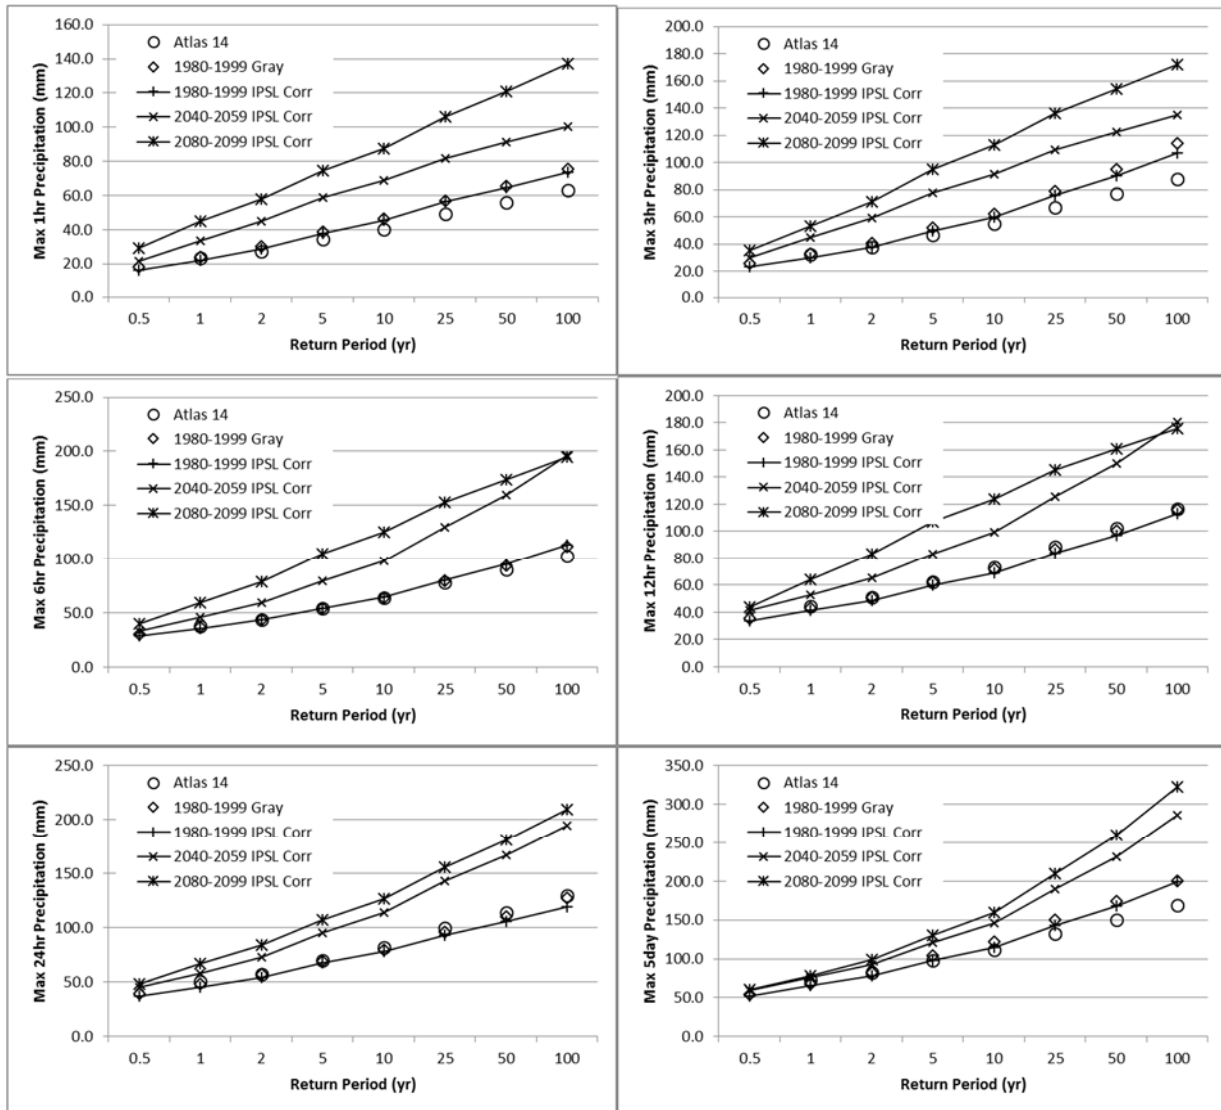 160.0
140.0
120.0
100.0
80.0
60.0
40.0
20.0
0.0
Max 1hr Precipitation (mm)
Atlas 14
1980-1999 Gray
1980-1999 IPSL Corr
2040-2059 IPSL Corr
2080-2099 IPSL Corr
0.5 1 2 5 10 25 50 100
Return Period (yr)
200.0
180.0
160.0
140.0
120.0
100.0
80.0
60.0
40.0
20.0
0.0
Max 3hr Precipitation (mm)
Atlas 14
1980-1999 Gray
1980-1999 IPSL Corr
2040-2059 IPSL Corr
2080-2099 IPSL Corr
0.5 1 2 5 10 25 50 100
Return Period (yr)
250.0
200.0
150.0
100.0
50.0
0.0
Max 6hr Precipitation (mm)
Atlas 14
1980-1999 Gray
1980-1999 IPSL Corr
2040-2059 IPSL Corr
2080-2099 IPSL Corr
0.5 1 2 5 10 25 50 100
Return Period (yr)
200.0
180.0
160.0
140.0
120.0
100.0
80.0
60.0
40.0
20.0
0.0
Max 12hr Precipitation (mm)
Atlas 14
1980-1999 Gray
1980-1999 IPSL Corr
2040-2059 IPSL Corr
2080-2099 IPSL Corr
0.5 1 2 5 10 25 50 100
Return Period (yr)
250.0
200.0
150.0
100.0
50.0
0.0
Max 24hr Precipitation (mm)
Atlas 14
1980-1999 Gray
1980-1999 IPSL Corr
2040-2059 IPSL Corr
2080-2099 IPSL Corr
0.5 1 2 5 10 25 50 100
Return Period (yr)
350.0
300.0
250.0
200.0
150.0
100.0
50.0
0.0
Max 5day Precipitation (mm)
Atlas 14
1980-1999 Gray
1980-1999 IPSL Corr
2040-2059 IPSL Corr
2080-2099 IPSL Corr
0.5 1 2 5 10 25 50 100
Return Period (yr)